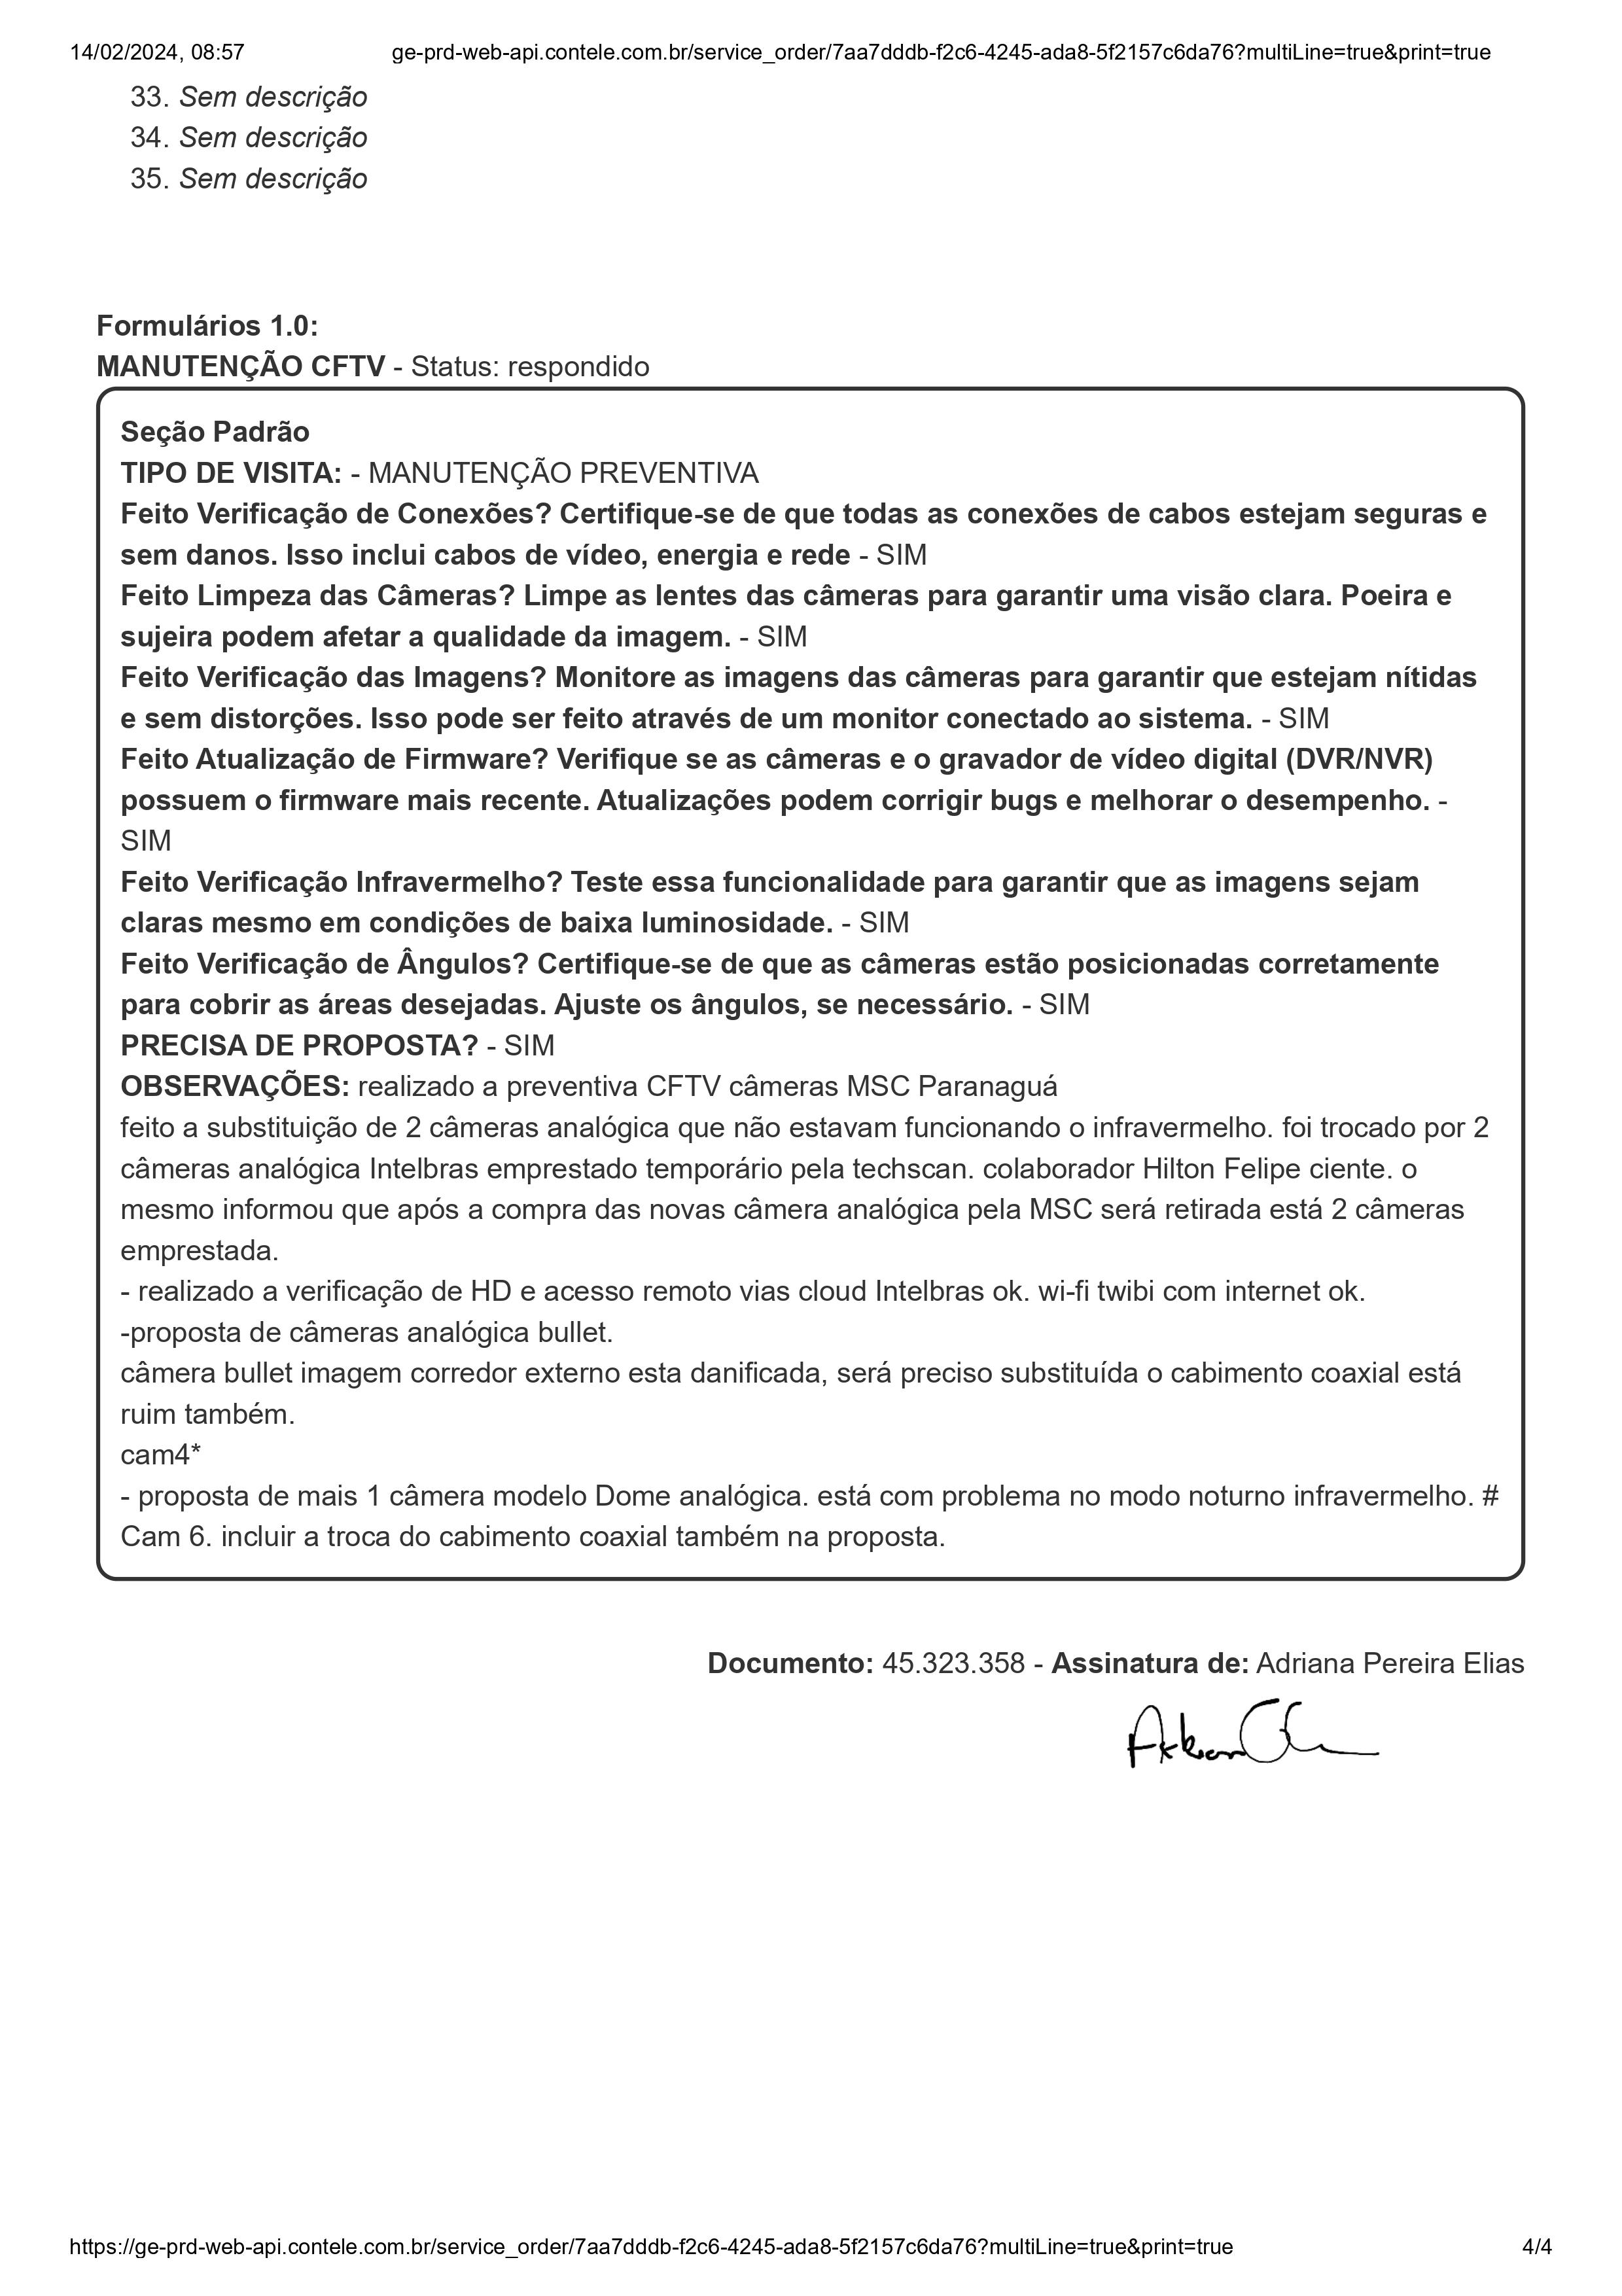 14/02/2024, 08:57 ge-prd-web-api.contele.com.br/service_order/7aa7dddb-f2c6-4245-ada8-5f2157c6da76?multiLine=true&print=true
33. Sem descrição
34. Sem descrição
35. Sem descrição
Formulários 1.0:
MANUTENÇÃO CFTV - Status: respondido
Seção Padrão
TIPO DE VISITA: - MANUTENÇÃO PREVENTIVA
Feito Verificação de Conexões? Certifique-se de que todas as conexões de cabos estejam seguras e
sem danos. Isso inclui cabos de vídeo, energia e rede - SIM
Feito Limpeza das Câmeras? Limpe as lentes das câmeras para garantir uma visão clara. Poeira e
sujeira podem afetar a qualidade da imagem. - SIM
Feito Verificação das Imagens? Monitore as imagens das câmeras para garantir que estejam nítidas
e sem distorções. Isso pode ser feito através de um monitor conectado ao sistema. - SIM
Feito Atualização de Firmware? Verifique se as câmeras e o gravador de vídeo digital (DVR/NVR)
possuem o firmware mais recente. Atualizações podem corrigir bugs e melhorar o desempenho. -
SIM
Feito Verificação Infravermelho? Teste essa funcionalidade para garantir que as imagens sejam
claras mesmo em condições de baixa luminosidade. - SIM
Feito Verificação de Ângulos? Certifique-se de que as câmeras estão posicionadas corretamente
para cobrir as áreas desejadas. Ajuste os ângulos, se necessário. - SIM
PRECISA DE PROPOSTA? - SIM
OBSERVAÇÕES: realizado a preventiva CFTV câmeras MSC Paranaguá
feito a substituição de 2 câmeras analógica que não estavam funcionando o infravermelho. foi trocado por 2
câmeras analógica Intelbras emprestado temporário pela techscan. colaborador Hilton Felipe ciente. o
mesmo informou que após a compra das novas câmera analógica pela MSC será retirada está 2 câmeras
emprestada.
- realizado a verificação de HD e acesso remoto vias cloud Intelbras ok. wi-fi twibi com internet ok.
-proposta de câmeras analógica bullet.
câmera bullet imagem corredor externo esta danificada, será preciso substituída o cabimento coaxial está
ruim também.
cam4*
- proposta de mais 1 câmera modelo Dome analógica. está com problema no modo noturno infravermelho. #
Cam 6. incluir a troca do cabimento coaxial também na proposta.
Documento: 45.323.358 - Assinatura de: Adriana Pereira Elias
https://ge-prd-web-api.contele.com.br/service_order/7aa7dddb-f2c6-4245-ada8-5f2157c6da76?multiLine=true&print=true 4/4